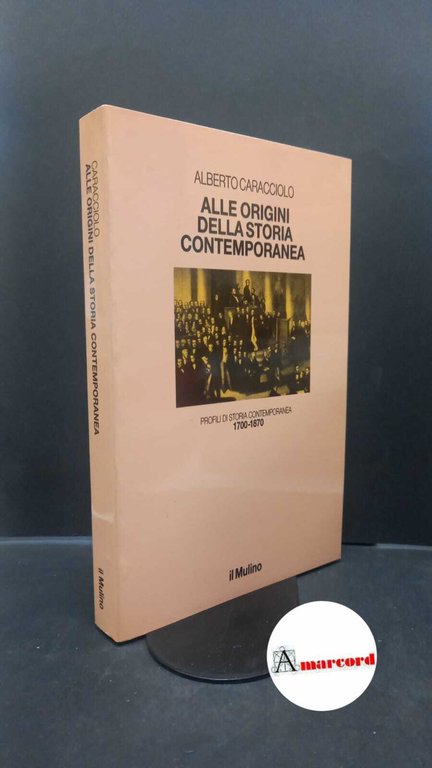 ALBERTO CARACCIOLO
ALLE ORIGINI
DELLA STORIA
CONTEMPORANEA
PROFILI DI STORIA CONTEMPORANEA
1700-1870
il Mulino
CARACCIOLO
ALLE ORIGINI DELLA STORIA CONTEMPORANEA
il Mulino
Amarcord